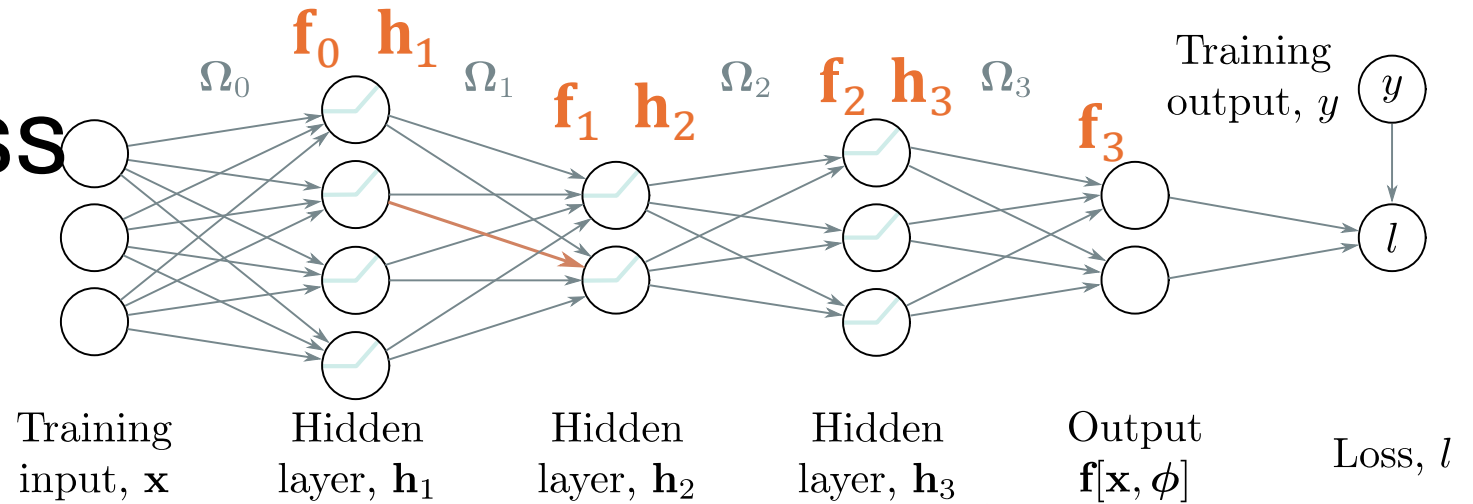 f₀ h₁
Ω₀
Ω₁
f₁ h₂
Ω₂
f₂ h₃
Ω₃
f₃
Training
output, y
y
ss
l
Training
input, x
Hidden
layer, h₁
Hidden
layer, h₂
Hidden
layer, h₃
Output
f[x, ϕ]
Loss, l